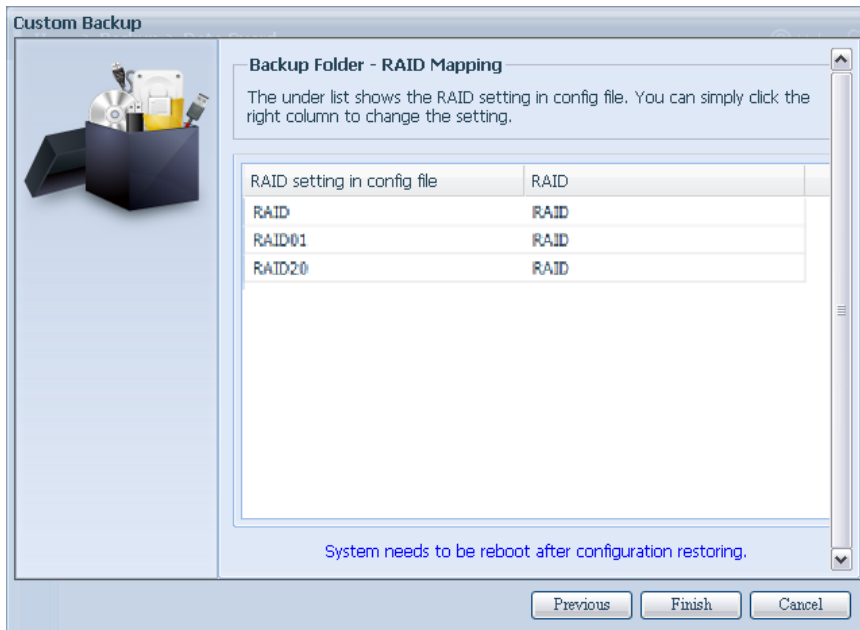 Custom Backup
Backup Folder - RAID Mapping
The under list shows the RAID setting in config file. You can simply click the
right column to change the setting.
RAID setting in config file RAID
RAID RAID
RAID01 RAID
RAID20 RAID
System needs to be reboot after configuration restoring.
Previous Finish Cancel